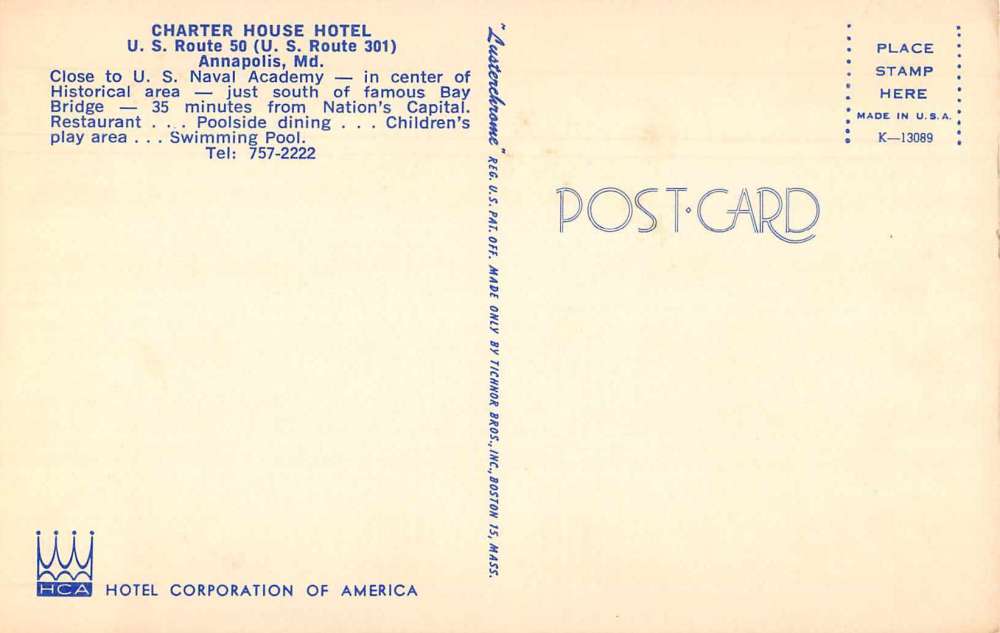 CHARTER HOUSE HOTEL
U. S. Route 50 (U. S. Route 301)
Annapolis, Md.
Close to U. S. Naval Academy — in center of
Historical area — just south of famous Bay
Bridge — 35 minutes from Nation's Capital.
Restaurant . . . Poolside dining . . . Children's
play area . . . Swimming Pool.
Tel: 757-2222
"Lusterchrome" REG. U.S. PAT. OFF. MADE ONLY BY TICHNOR BROS., INC., BOSTON 15, MASS.
PLACE
STAMP
HERE
MADE IN U.S.A.
K—13089
POST·CARD
HCA HOTEL CORPORATION OF AMERICA